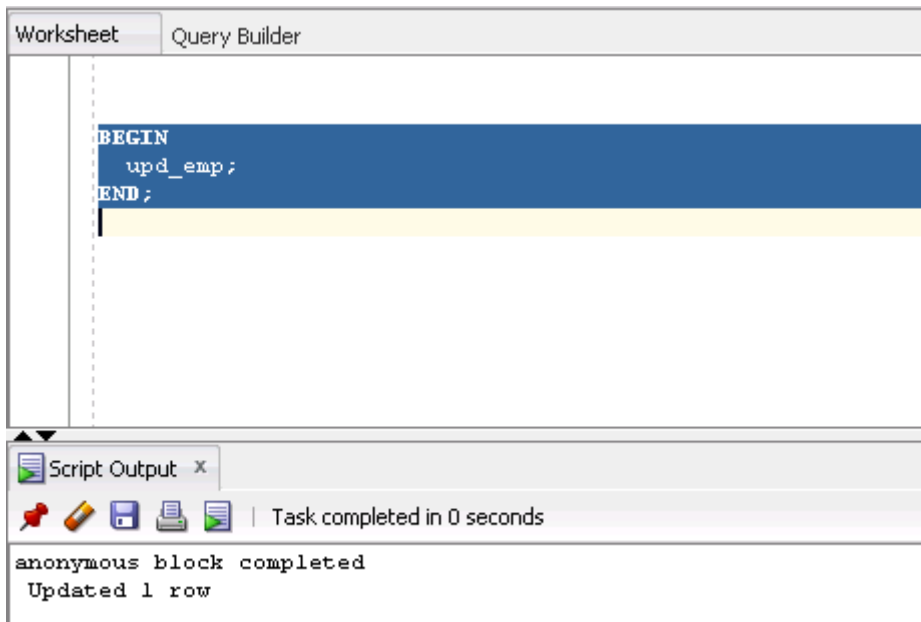 Worksheet
Query Builder
BEGIN
upd_emp;
END;
Script Output x
Task completed in 0 seconds
anonymous block completed
Updated 1 row